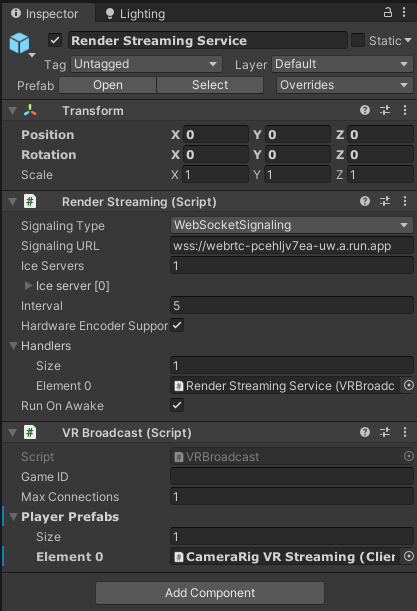 Inspector Lighting
Render Streaming Service Static
Tag Untagged Layer Default
Prefab Open Select Overrides
Transform
Position X 0 Y 0 Z 0
Rotation X 0 Y 0 Z 0
Scale X 1 Y 1 Z 1
# Render Streaming (Script)
Signaling Type WebSocketSignaling
Signaling URL wss://webrtc-pcehljv7ea-uw.a.run.app
Ice Servers 1
Ice server [0]
Interval 5
Hardware Encoder Suppor
Handlers
Size 1
Element 0 # Render Streaming Service (VRBroadc
Run On Awake
# VR Broadcast (Script)
Script # VRBroadcast
Game ID
Max Connections 1
Player Prefabs
Size 1
Element 0 # CameraRig VR Streaming (Clien
Add Component